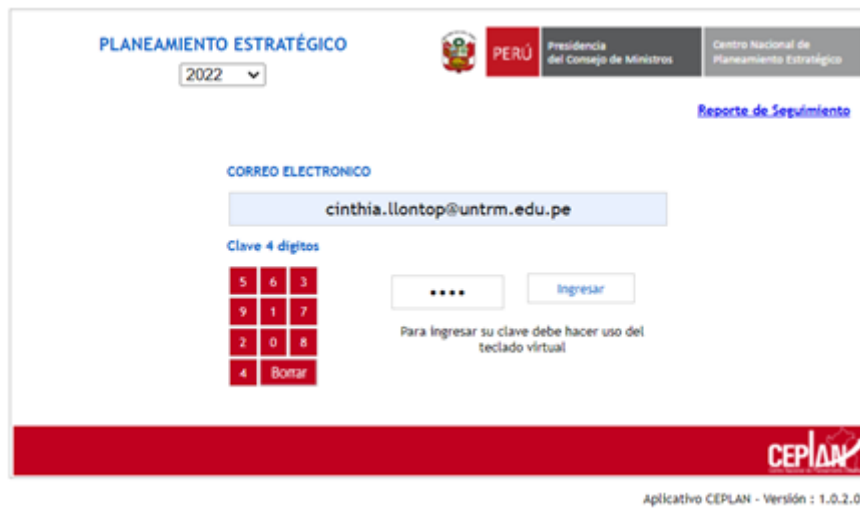 PLANEAMIENTO ESTRATÉGICO
2022
PERÚ
Presidencia
del Consejo de Ministros
Centro Nacional de
Planeamiento Estratégico
Reporte de Seguimiento
CORREO ELECTRONICO
cinthia.llontop@untrm.edu.pe
Clave 4 dígitos
5 6 3
9 1 7
2 0 8
4 Borrar
••••
Ingresar
Para ingresar su clave debe hacer uso del
teclado virtual
CEPLAN
Aplicativo CEPLAN - Versión : 1.0.2.0